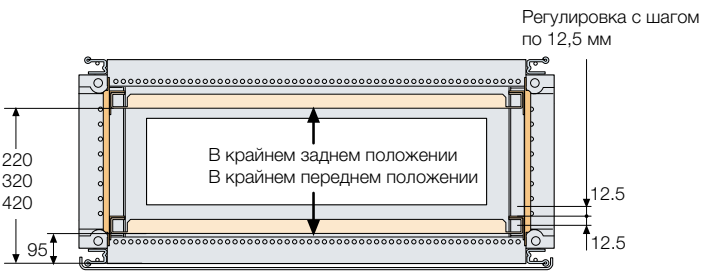 Регулировка с шагом
по 12,5 мм
В крайнем заднем положении
В крайнем переднем положении
220
320
420
95
12.5
12.5